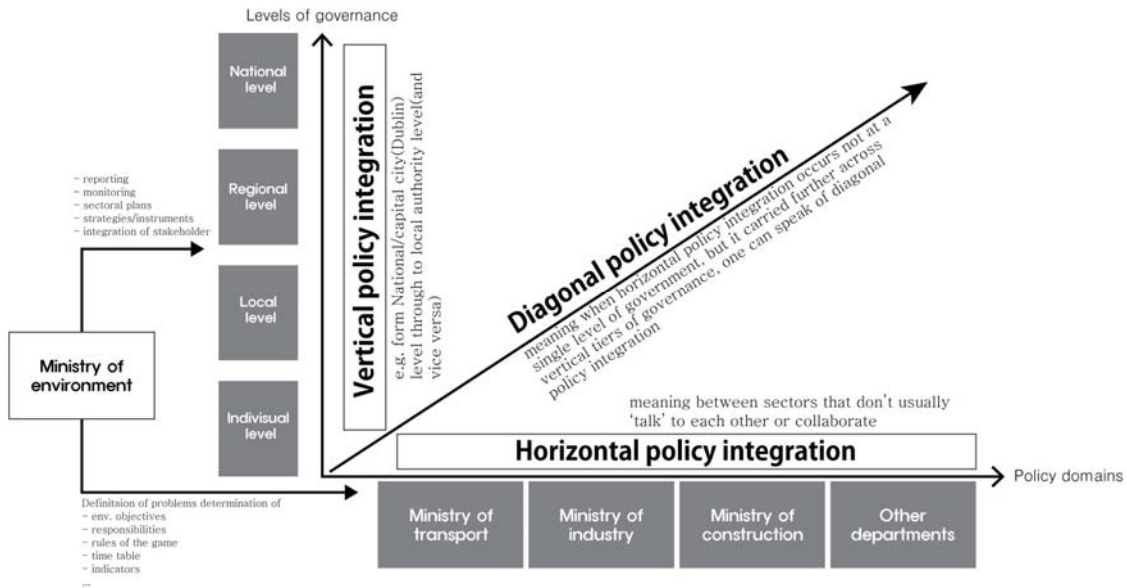 Levels of governance
National
level
Regional
level
Local
level
Indivisual
level
Vertical policy integration
e.g. form National/capital city(Dublin)
level through to local authority level(and
vice versa)
- reporting
- monitoring
- sectoral plans
- strategies/instruments
- integration of stakeholder
Ministry of
environment
Definitaion of problems determination of
- env. objectives
- responsibilities
- rules of the game
- time table
- indicators
...
Diagonal policy integration
meaning when horizontal policy integration occurs not at a
single level of government, but it carried further across
vertical tiers of governance, one can speak of diagonal
policy integration
meaning between sectors that don't usually
'talk' to each other or collaborate
Horizontal policy integration
Policy domains
Ministry of
transport
Ministry of
industry
Ministry of
construction
Other
departments